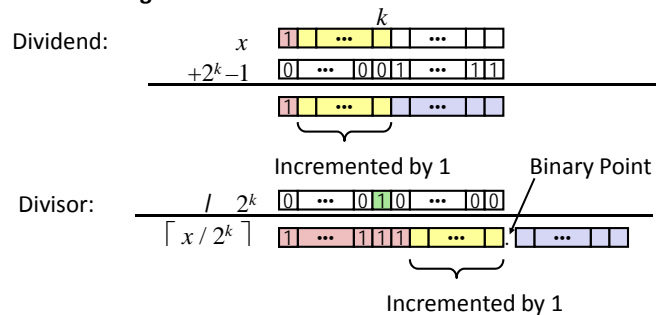 k
Dividend: x 1 ••• •••
+2^k–1 0 ••• 0 0 1 ••• 1 1
1 ••• •••
Incremented by 1
Binary Point
Divisor: / 2^k 0 ••• 0 1 0 ••• 0 0
⌈ x / 2^k ⌉ 1 ••• 1 1 1 ••• . •••
Incremented by 1